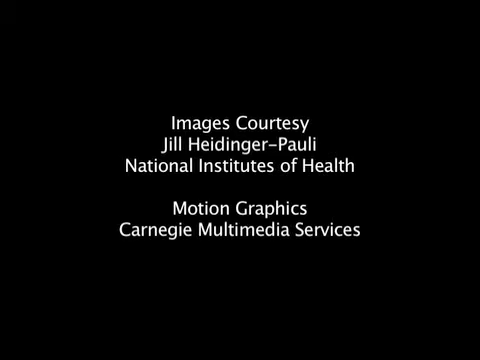 Images Courtesy
Jill Heidinger-Pauli
National Institutes of Health
Motion Graphics
Carnegie Multimedia Services